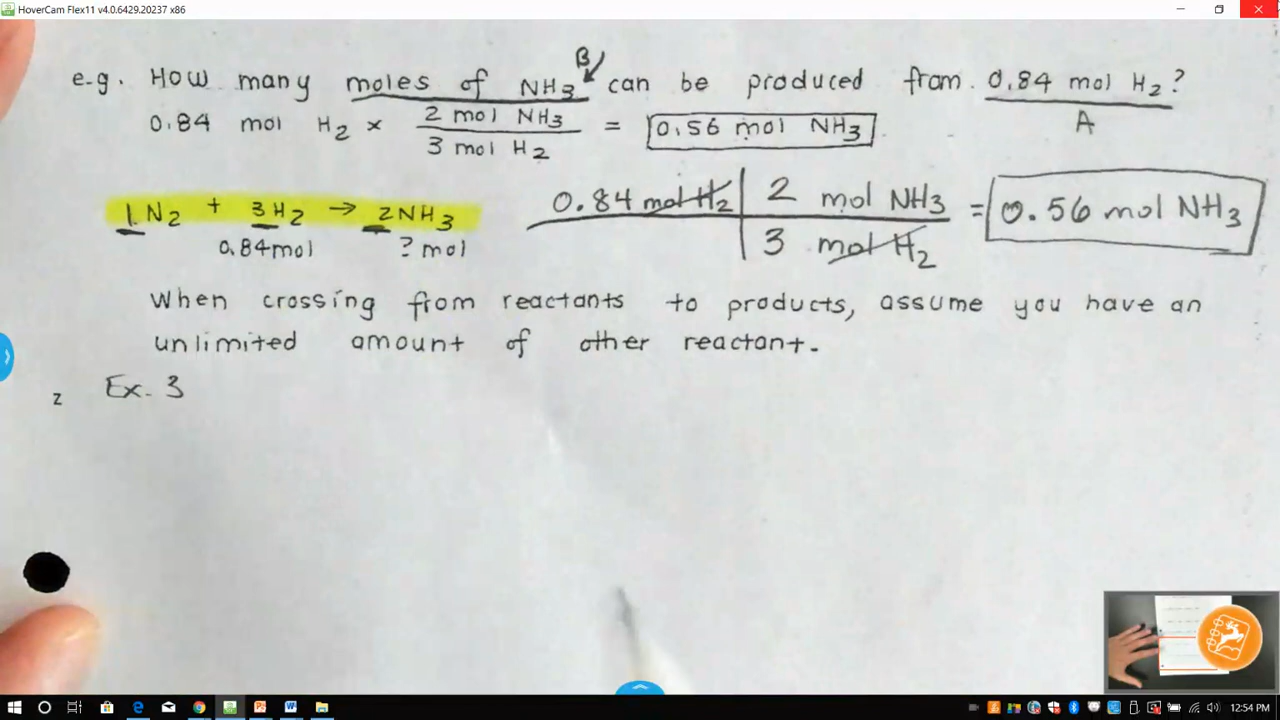 HoverCam Flex11 v4.0.6429.20237 x86
B
e.g. How many moles of NH3 can be produced from 0.84 mol H2?
A
0.84 mol H2 x 2 mol NH3 / 3 mol H2 = 0.56 mol NH3
0.84 mol H2 | 2 mol NH3 / 3 mol H2 = 0.56 mol NH3
1 N2 + 3H2 → 2NH3
0.84mol ? mol
When crossing from reactants to products, assume you have an
unlimited amount of other reactant.
2 Ex. 3
12:54 PM